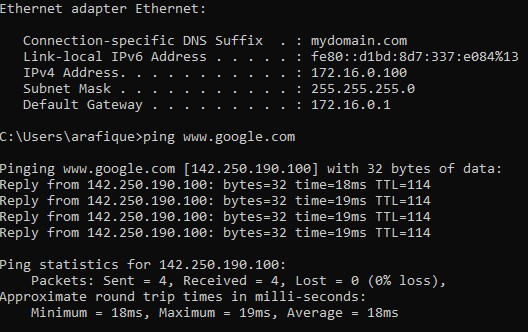 Ethernet adapter Ethernet:
Connection-specific DNS Suffix  . : mydomain.com
Link-local IPv6 Address . . . . . : fe80::d1bd:8d7:337:e084%13
IPv4 Address. . . . . . . . . . . : 172.16.0.100
Subnet Mask . . . . . . . . . . . : 255.255.255.0
Default Gateway . . . . . . . . . : 172.16.0.1
C:\Users\arafique>ping www.google.com
Pinging www.google.com [142.250.190.100] with 32 bytes of data:
Reply from 142.250.190.100: bytes=32 time=18ms TTL=114
Reply from 142.250.190.100: bytes=32 time=19ms TTL=114
Reply from 142.250.190.100: bytes=32 time=19ms TTL=114
Reply from 142.250.190.100: bytes=32 time=19ms TTL=114
Ping statistics for 142.250.190.100:
Packets: Sent = 4, Received = 4, Lost = 0 (0% loss),
Approximate round trip times in milli-seconds:
Minimum = 18ms, Maximum = 19ms, Average = 18ms